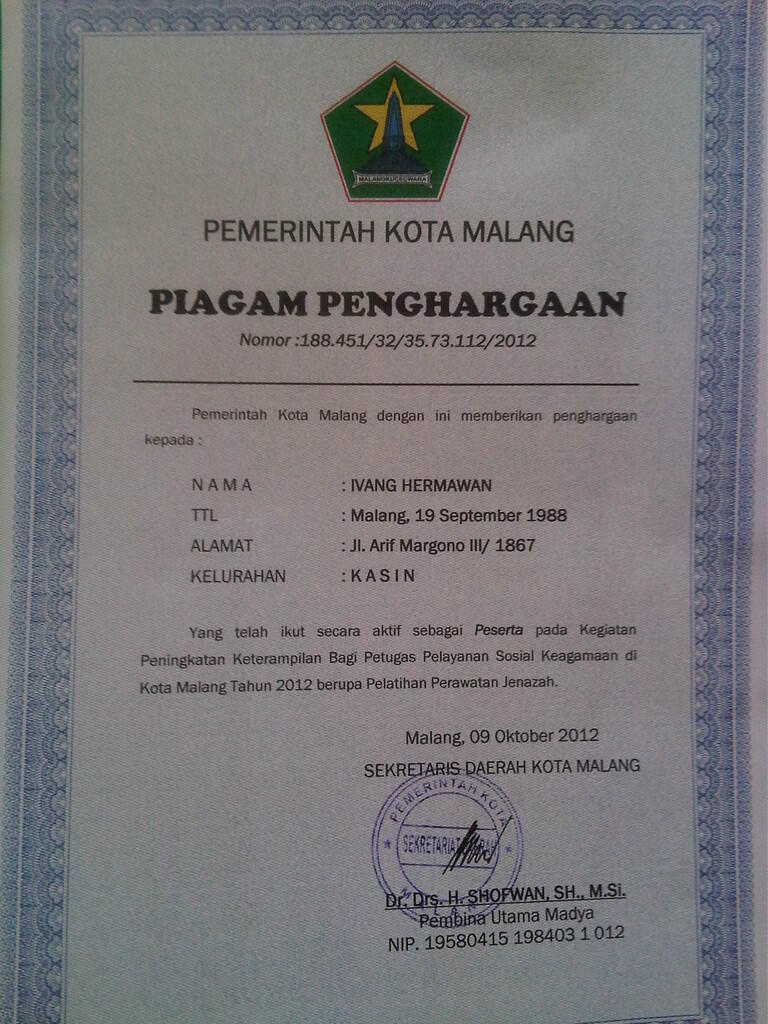 MALANGKUCECWARA
PEMERINTAH KOTA MALANG
PIAGAM PENGHARGAAN
Nomor :188.451/32/35.73.112/2012
Pemerintah Kota Malang dengan ini memberikan penghargaan
kepada :
N A M A : IVANG HERMAWAN
TTL : Malang, 19 September 1988
ALAMAT : Jl. Arif Margono III/ 1867
KELURAHAN : K A S I N
Yang telah ikut secara aktif sebagai Peserta pada Kegiatan
Peningkatan Keterampilan Bagi Petugas Pelayanan Sosial Keagamaan di
Kota Malang Tahun 2012 berupa Pelatihan Perawatan Jenazah.
Malang, 09 Oktober 2012
SEKRETARIS DAERAH KOTA MALANG
PEMERINTAH KOTA
SEKRETARIAT DAERAH
Dr. Drs. H. SHOFWAN, SH., M.Si.
Pembina Utama Madya
NIP. 19580415 198403 1 012